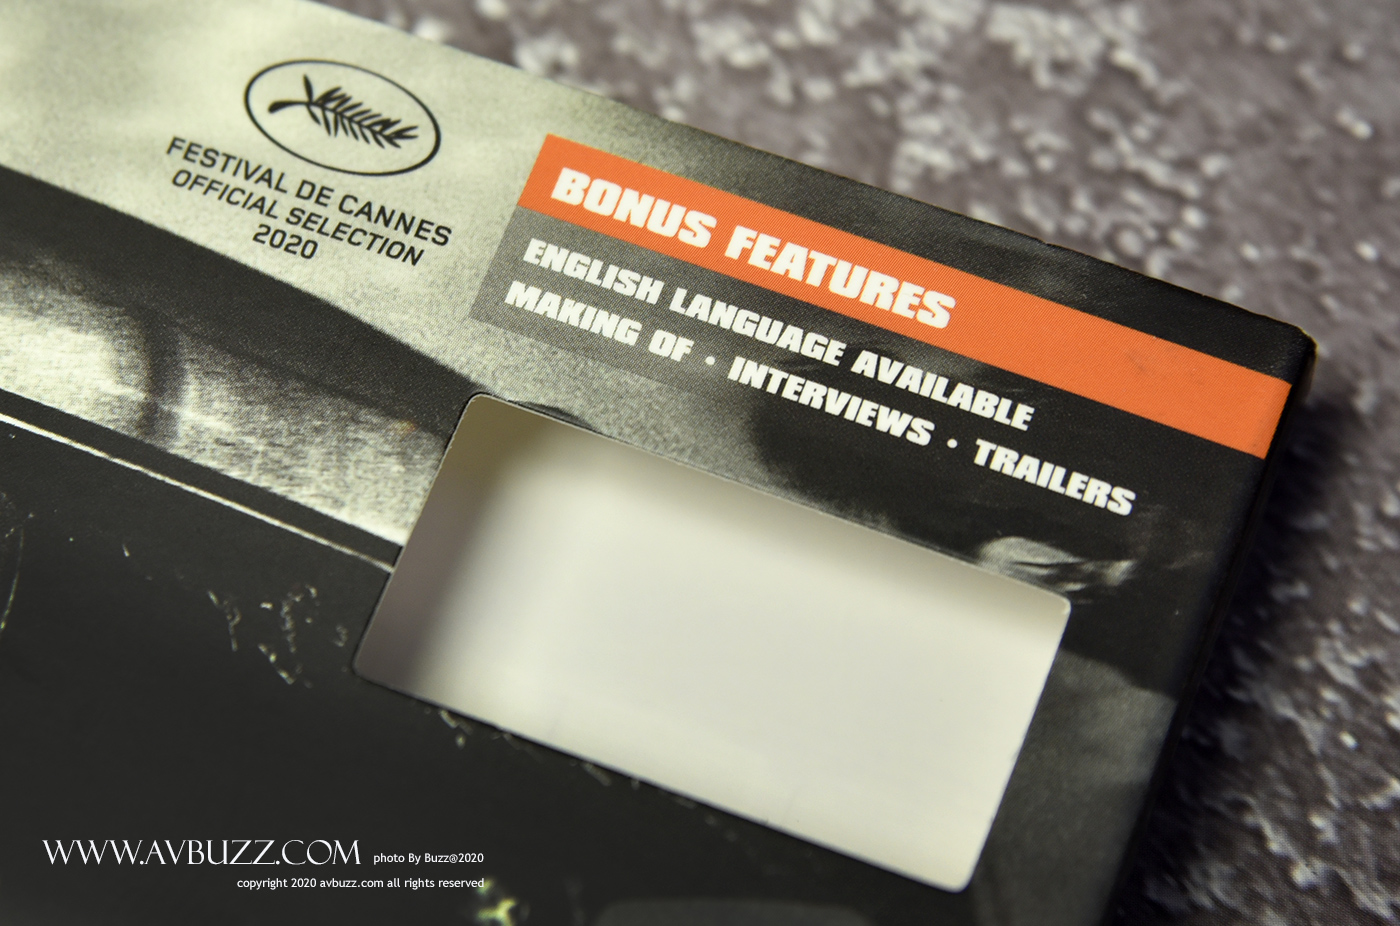 FESTIVAL DE CANNES
OFFICIAL SELECTION
2020
BONUS FEATURES
ENGLISH LANGUAGE AVAILABLE
MAKING OF · INTERVIEWS · TRAILERS
WWW.AVBUZZ.COM photo By Buzz@2020
copyright 2020 avbuzz.com all rights reserved